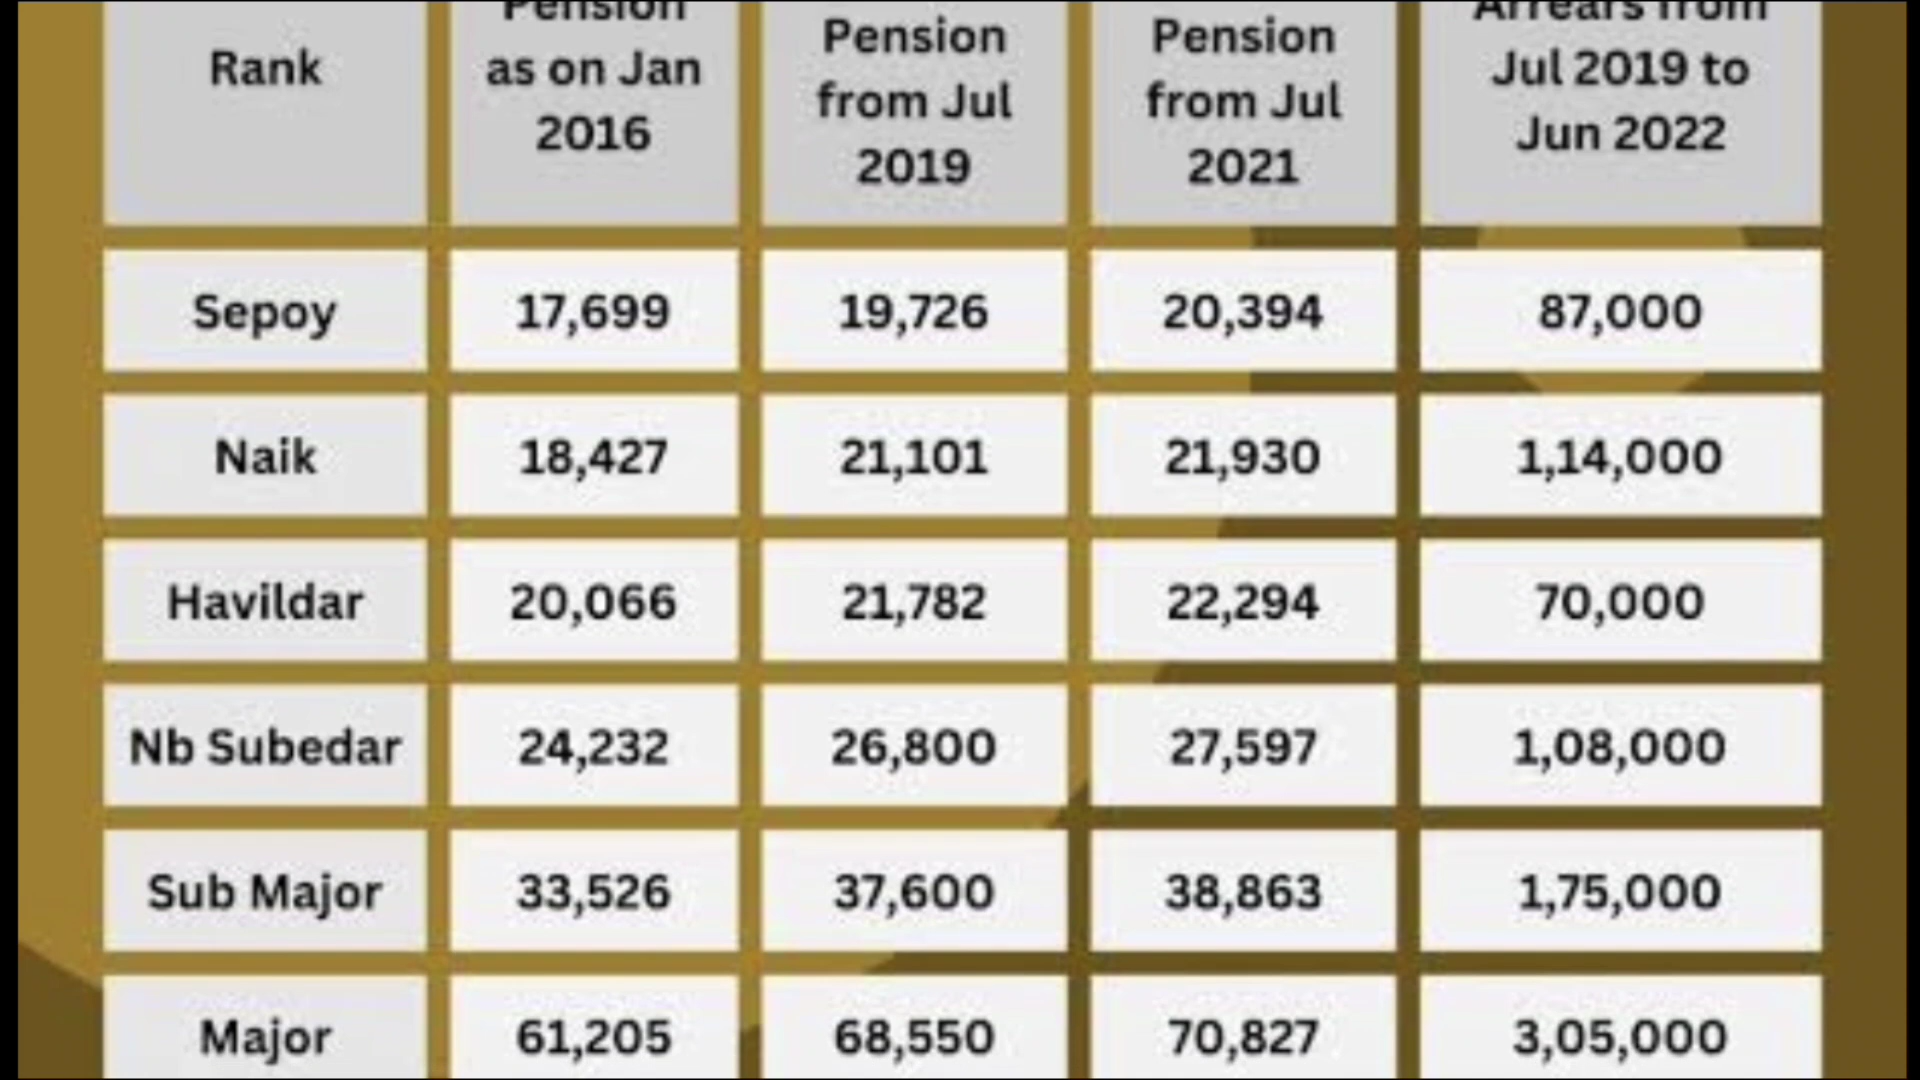 Rank
Pension
as on Jan
2016
Pension
from Jul
2019
Pension
from Jul
2021
Arrears from
Jul 2019 to
Jun 2022
Sepoy 17,699 19,726 20,394 87,000
Naik 18,427 21,101 21,930 1,14,000
Havildar 20,066 21,782 22,294 70,000
Nb Subedar 24,232 26,800 27,597 1,08,000
Sub Major 33,526 37,600 38,863 1,75,000
Major 61,205 68,550 70,827 3,05,000